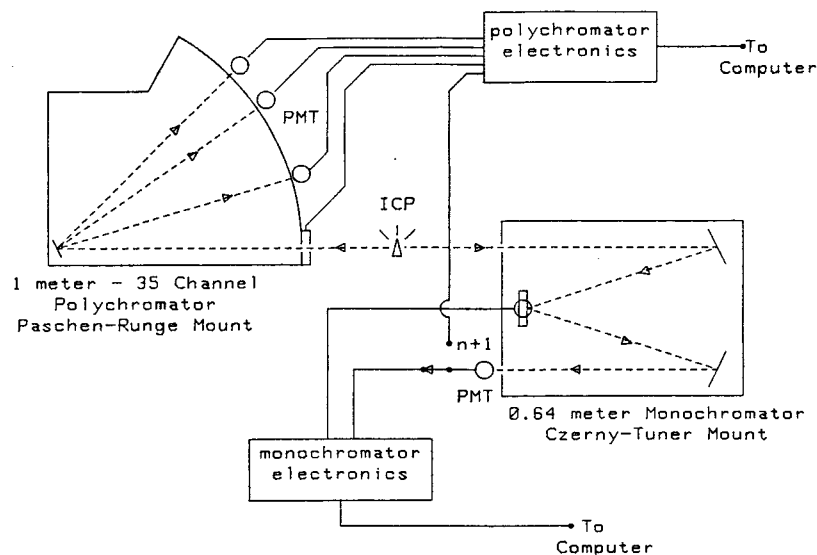 polychromator
electronics
To
Computer
PMT
ICP
1 meter - 35 Channel
Polychromator
Paschen-Runge Mount
n+1
PMT
0.64 meter Monochromator
Czerny-Tuner Mount
monochromator
electronics
To
Computer